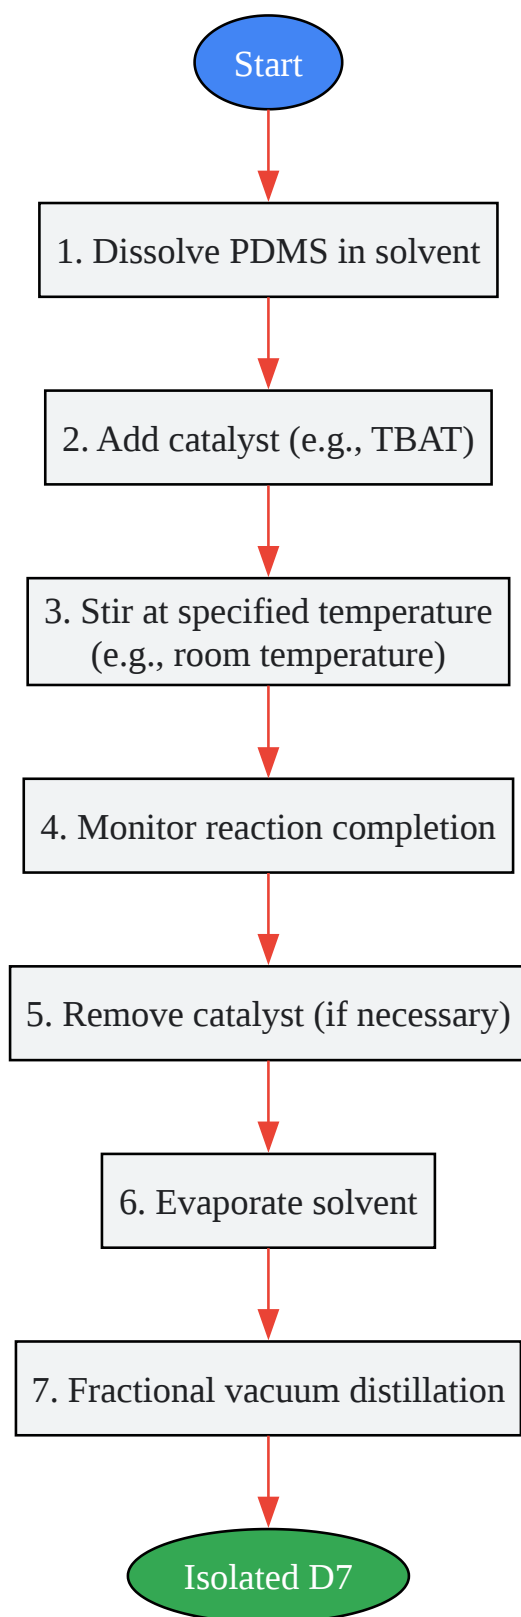 Start
1. Dissolve PDMS in solvent
2. Add catalyst (e.g., TBAT)
3. Stir at specified temperature
(e.g., room temperature)
4. Monitor reaction completion
5. Remove catalyst (if necessary)
6. Evaporate solvent
7. Fractional vacuum distillation
Isolated D7